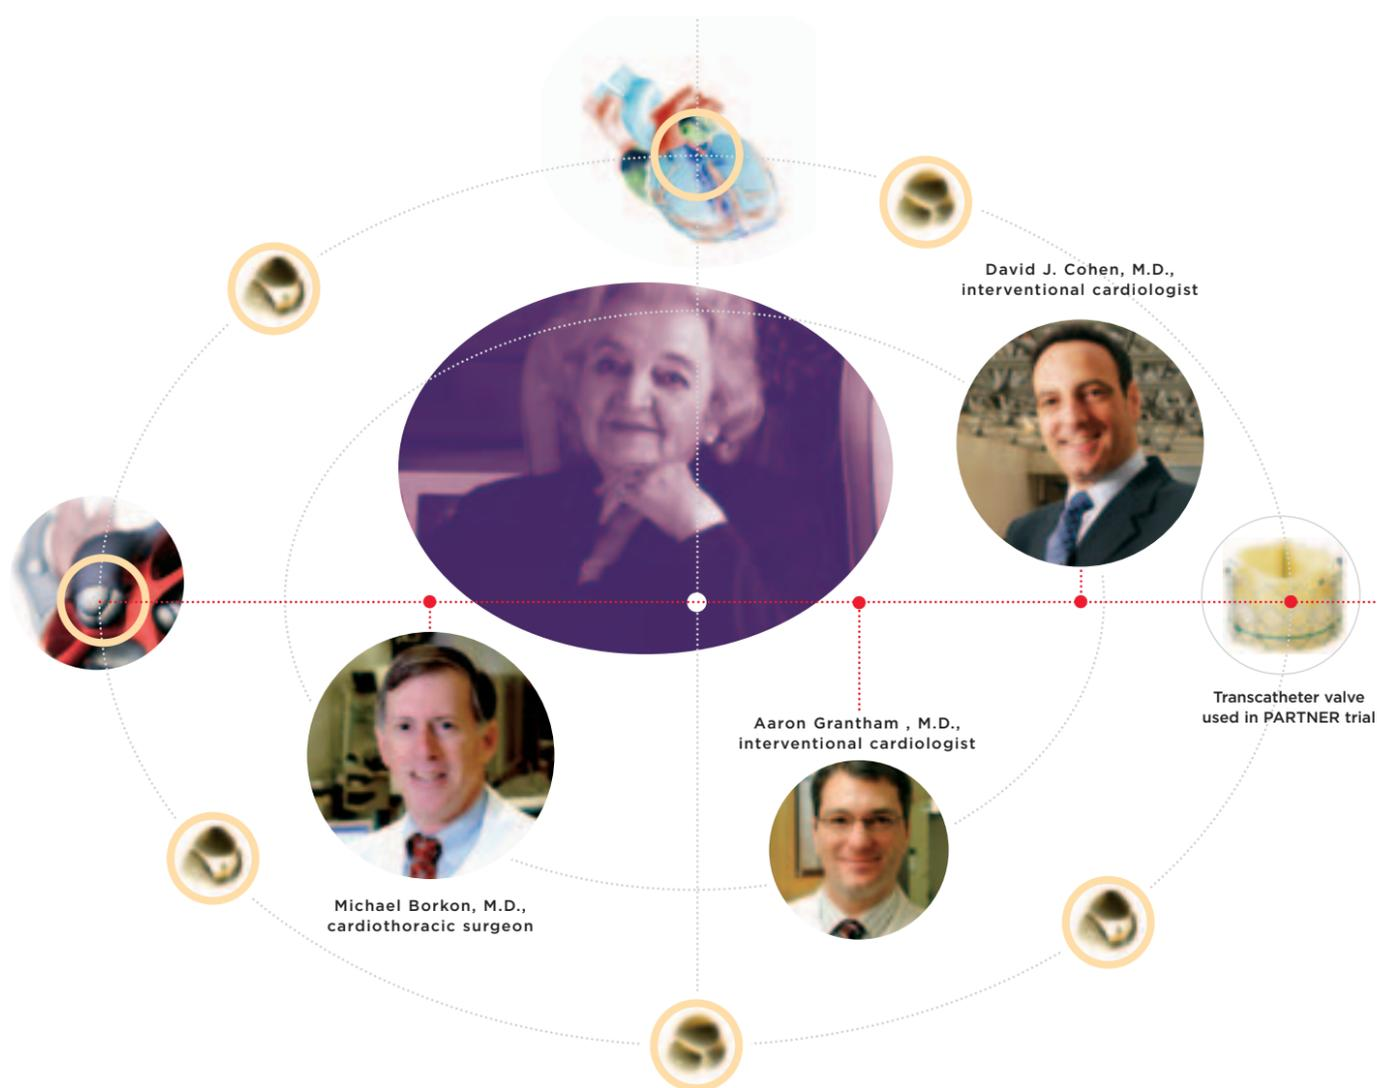 David J. Cohen, M.D.,
interventional cardiologist
Transcatheter valve
used in PARTNER trial
Aaron Grantham , M.D.,
interventional cardiologist
Michael Borkon, M.D.,
cardiothoracic surgeon